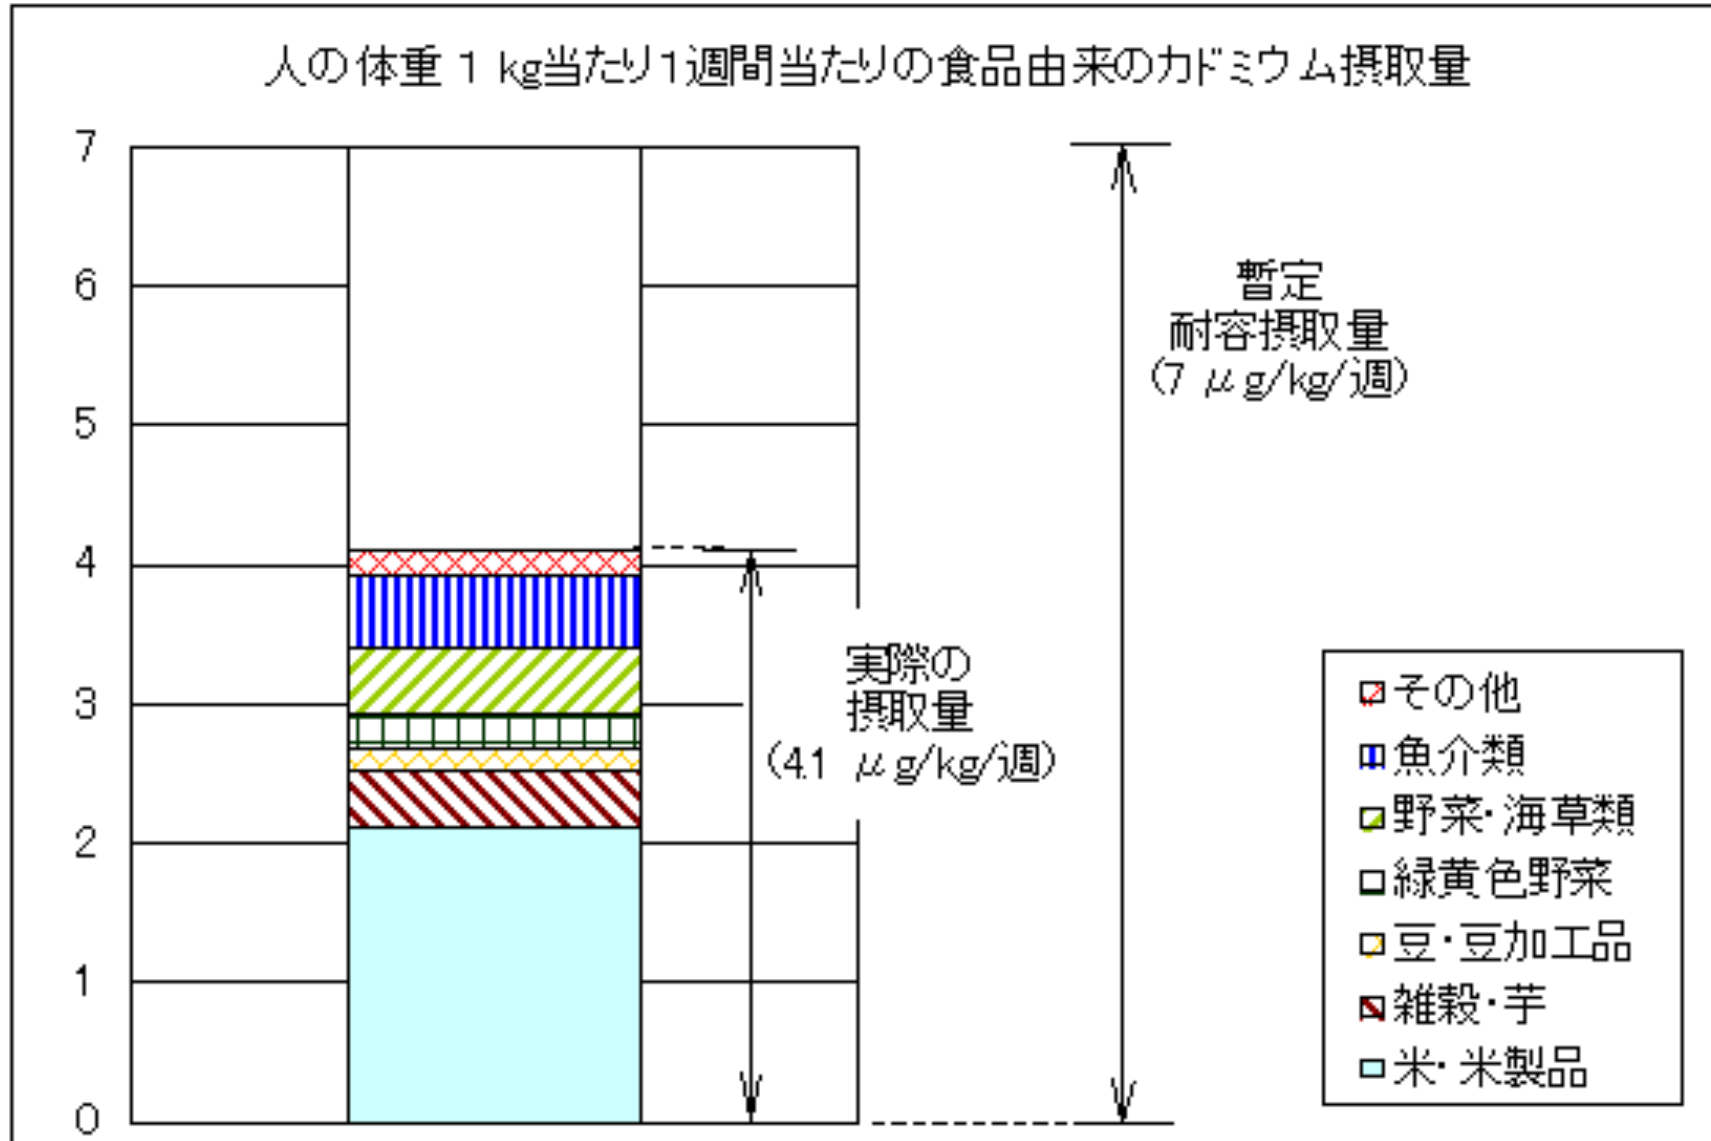 人の体重１kg当たり1週間当たりの食品由来のカドミウム摂取量
7
6
5
4
3
2
1
0
暫定
耐容摂取量
(7 μg/kg/週)
実際の
摂取量
(4.1 μg/kg/週)
その他
魚介類
野菜・海草類
緑黄色野菜
豆・豆加工品
雑穀・芋
米・米製品